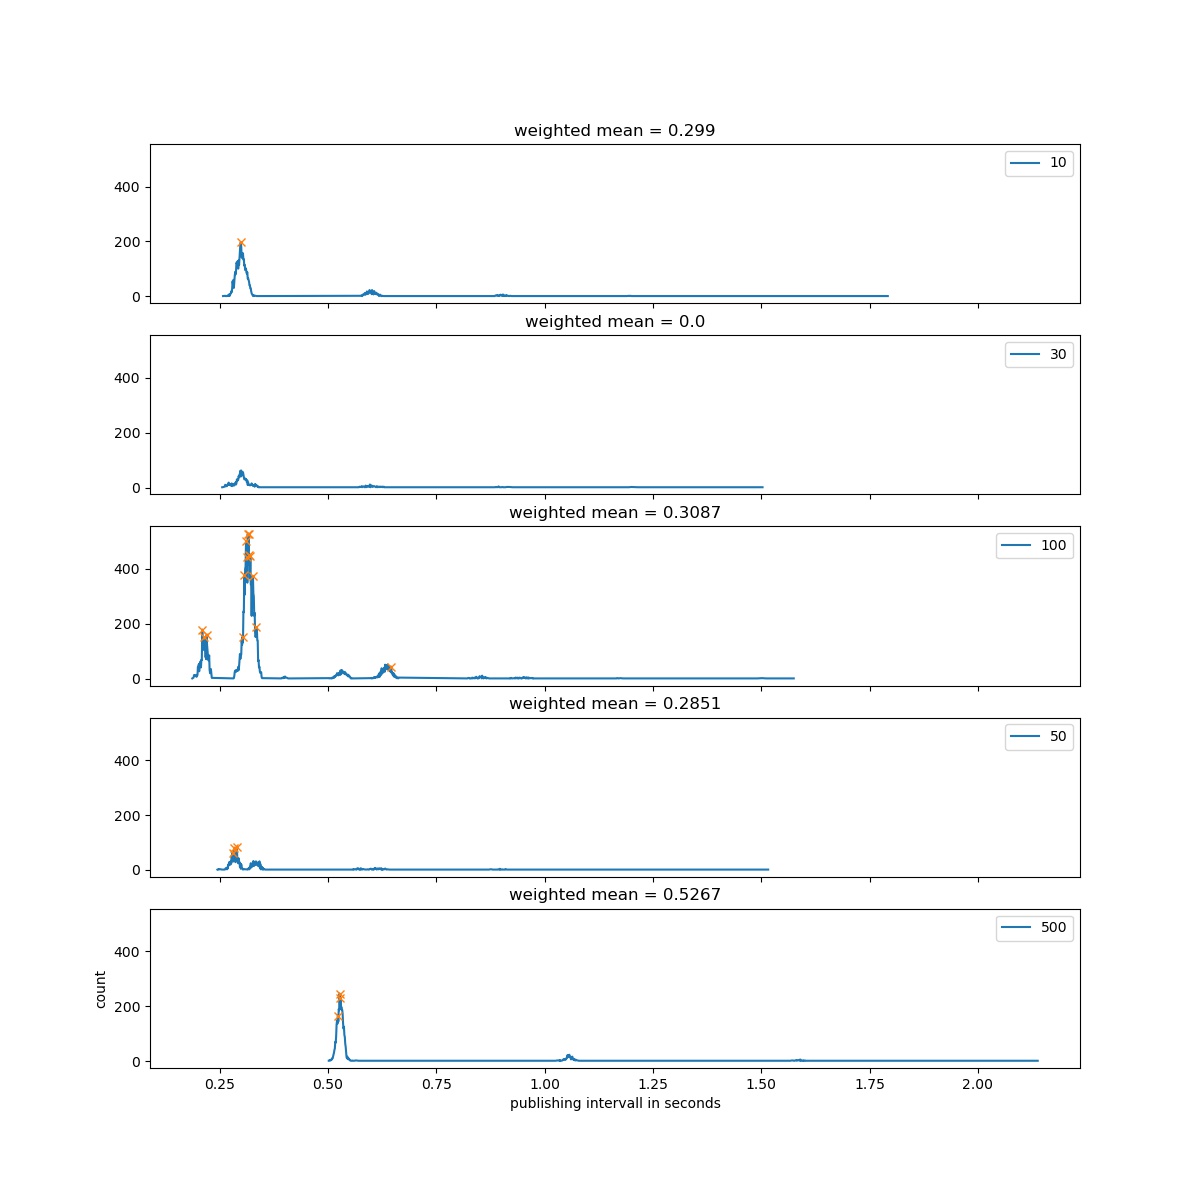 weighted mean = 0.299
10
400
200
0
weighted mean = 0.0
30
400
200
0
weighted mean = 0.3087
100
400
200
0
weighted mean = 0.2851
50
400
200
0
weighted mean = 0.5267
500
400
200
0
count
0.25 0.50 0.75 1.00 1.25 1.50 1.75 2.00
publishing intervall in seconds